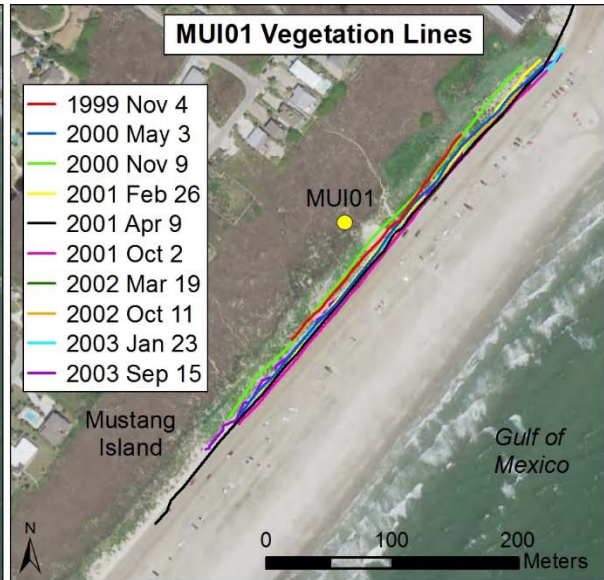 MUI01 Vegetation Lines
1999 Nov 4
2000 May 3
2000 Nov 9
2001 Feb 26
2001 Apr 9
2001 Oct 2
2002 Mar 19
2002 Oct 11
2003 Jan 23
2003 Sep 15
MUI01
Mustang
Island
Gulf of
Mexico
N
0 100 200
Meters